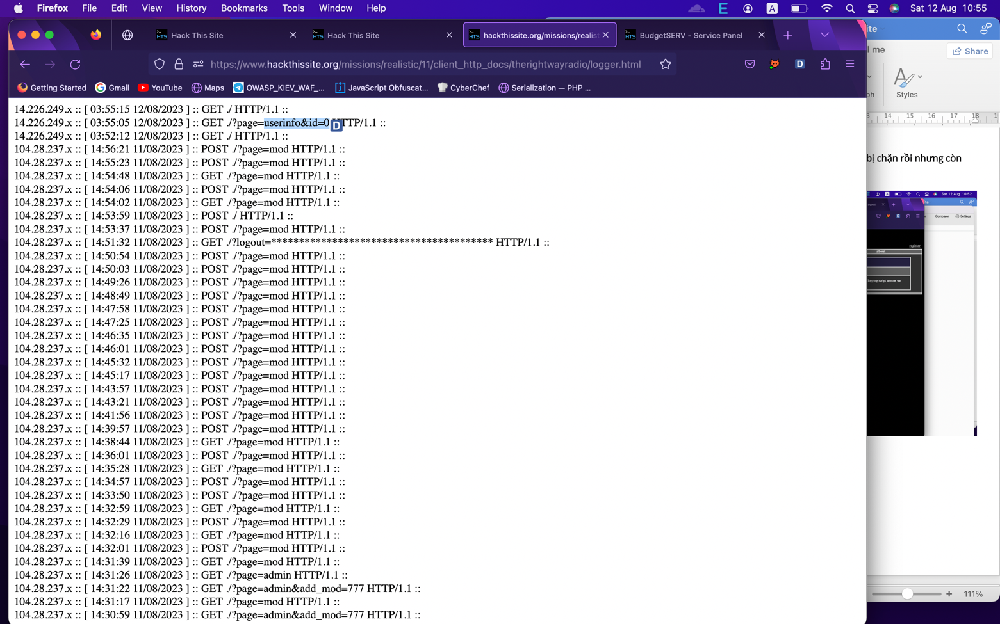 Firefox File Edit View History Bookmarks Tools Window Help
E A Sat 12 Aug 10:55
HTS Hack This Site
HTS Hack This Site
HTS hackthissite.org/missions/realist
HTS BudgetSERV - Service Panel
https://www.hackthissite.org/missions/realistic/11/client_http_docs/therightwayradio/logger.html
D
Getting Started Gmail YouTube Maps OWASP_KIEV_WAF_... JavaScript Obfuscat... CyberChef Serialization — PHP ...
14.226.249.x :: [ 03:55:15 12/08/2023 ] :: GET ./ HTTP/1.1 ::
14.226.249.x :: [ 03:55:05 12/08/2023 ] :: GET ./?page=userinfo&id=0 D TTP/1.1 ::
14.226.249.x :: [ 03:52:12 12/08/2023 ] :: GET ./ HTTP/1.1 ::
104.28.237.x :: [ 14:56:21 11/08/2023 ] :: POST ./?page=mod HTTP/1.1 ::
104.28.237.x :: [ 14:55:23 11/08/2023 ] :: POST ./?page=mod HTTP/1.1 ::
104.28.237.x :: [ 14:54:48 11/08/2023 ] :: GET ./?page=mod HTTP/1.1 ::
104.28.237.x :: [ 14:54:06 11/08/2023 ] :: POST ./?page=mod HTTP/1.1 ::
104.28.237.x :: [ 14:54:02 11/08/2023 ] :: GET ./?page=mod HTTP/1.1 ::
104.28.237.x :: [ 14:53:59 11/08/2023 ] :: POST ./ HTTP/1.1 ::
104.28.237.x :: [ 14:53:37 11/08/2023 ] :: POST ./?page=mod HTTP/1.1 ::
104.28.237.x :: [ 14:51:32 11/08/2023 ] :: GET ./?logout=**************************************** HTTP/1.1 ::
104.28.237.x :: [ 14:50:54 11/08/2023 ] :: POST ./?page=mod HTTP/1.1 ::
104.28.237.x :: [ 14:50:03 11/08/2023 ] :: POST ./?page=mod HTTP/1.1 ::
104.28.237.x :: [ 14:49:26 11/08/2023 ] :: POST ./?page=mod HTTP/1.1 ::
104.28.237.x :: [ 14:48:49 11/08/2023 ] :: POST ./?page=mod HTTP/1.1 ::
104.28.237.x :: [ 14:47:58 11/08/2023 ] :: POST ./?page=mod HTTP/1.1 ::
104.28.237.x :: [ 14:47:25 11/08/2023 ] :: POST ./?page=mod HTTP/1.1 ::
104.28.237.x :: [ 14:46:35 11/08/2023 ] :: POST ./?page=mod HTTP/1.1 ::
104.28.237.x :: [ 14:46:01 11/08/2023 ] :: POST ./?page=mod HTTP/1.1 ::
104.28.237.x :: [ 14:45:32 11/08/2023 ] :: POST ./?page=mod HTTP/1.1 ::
104.28.237.x :: [ 14:45:17 11/08/2023 ] :: POST ./?page=mod HTTP/1.1 ::
104.28.237.x :: [ 14:43:57 11/08/2023 ] :: POST ./?page=mod HTTP/1.1 ::
104.28.237.x :: [ 14:43:21 11/08/2023 ] :: POST ./?page=mod HTTP/1.1 ::
104.28.237.x :: [ 14:41:56 11/08/2023 ] :: POST ./?page=mod HTTP/1.1 ::
104.28.237.x :: [ 14:39:57 11/08/2023 ] :: POST ./?page=mod HTTP/1.1 ::
104.28.237.x :: [ 14:38:44 11/08/2023 ] :: GET ./?page=mod HTTP/1.1 ::
104.28.237.x :: [ 14:36:01 11/08/2023 ] :: POST ./?page=mod HTTP/1.1 ::
104.28.237.x :: [ 14:35:28 11/08/2023 ] :: GET ./?page=mod HTTP/1.1 ::
104.28.237.x :: [ 14:34:57 11/08/2023 ] :: POST ./?page=mod HTTP/1.1 ::
104.28.237.x :: [ 14:33:50 11/08/2023 ] :: POST ./?page=mod HTTP/1.1 ::
104.28.237.x :: [ 14:32:59 11/08/2023 ] :: GET ./?page=mod HTTP/1.1 ::
104.28.237.x :: [ 14:32:29 11/08/2023 ] :: POST ./?page=mod HTTP/1.1 ::
104.28.237.x :: [ 14:32:16 11/08/2023 ] :: GET ./?page=mod HTTP/1.1 ::
104.28.237.x :: [ 14:32:01 11/08/2023 ] :: POST ./?page=mod HTTP/1.1 ::
104.28.237.x :: [ 14:31:39 11/08/2023 ] :: GET ./?page=mod HTTP/1.1 ::
104.28.237.x :: [ 14:31:26 11/08/2023 ] :: GET ./?page=admin HTTP/1.1 ::
104.28.237.x :: [ 14:31:22 11/08/2023 ] :: GET ./?page=admin&add_mod=777 HTTP/1.1 ::
104.28.237.x :: [ 14:31:17 11/08/2023 ] :: GET ./?page=mod HTTP/1.1 ::
104.28.237.x :: [ 14:30:59 11/08/2023 ] :: GET ./?page=admin&add_mod=777 HTTP/1.1 ::
ite
l me
Share
ph Styles
3 14 15 16 17 18
bị chặn rồi nhưng còn
A Sat 12 Aug 10:52
Panel
Comparer Settings
register
about
logging script so now we
111%